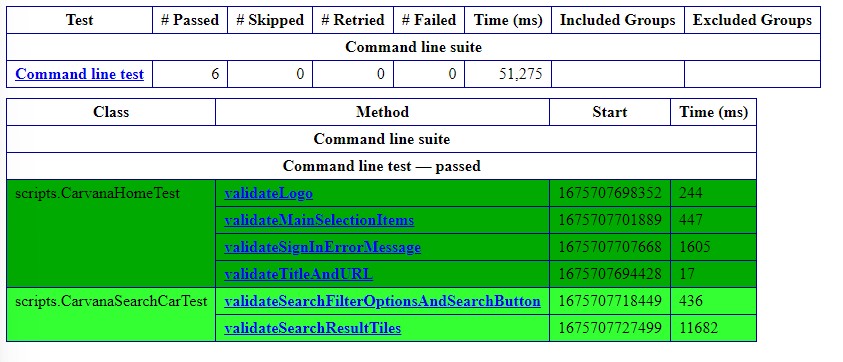 Test # Passed # Skipped # Retried # Failed Time (ms) Included Groups Excluded Groups
Command line suite
Command line test 6 0 0 0 51,275
Class Method Start Time (ms)
Command line suite
Command line test — passed
scripts.CarvanaHomeTest validateLogo 1675707698352 244
validateMainSelectionItems 1675707701889 447
validateSignInErrorMessage 1675707707668 1605
validateTitleAndURL 1675707694428 17
scripts.CarvanaSearchCarTest validateSearchFilterOptionsAndSearchButton 1675707718449 436
validateSearchResultTiles 1675707727499 11682